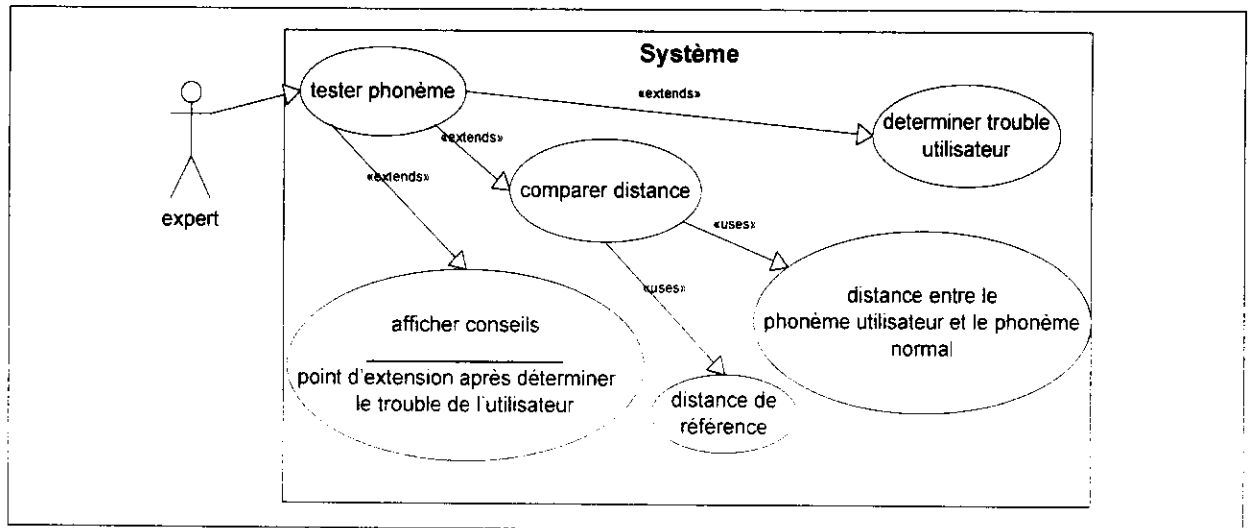 Système
tester phonème
«extends»
determiner trouble
utilisateur
«extends»
«extends»
comparer distance
expert
«uses»
«uses»
distance entre le
phonème utilisateur et le phonème
normal
afficher conseils
point d'extension après déterminer
le trouble de l'utilisateur
distance de
référence